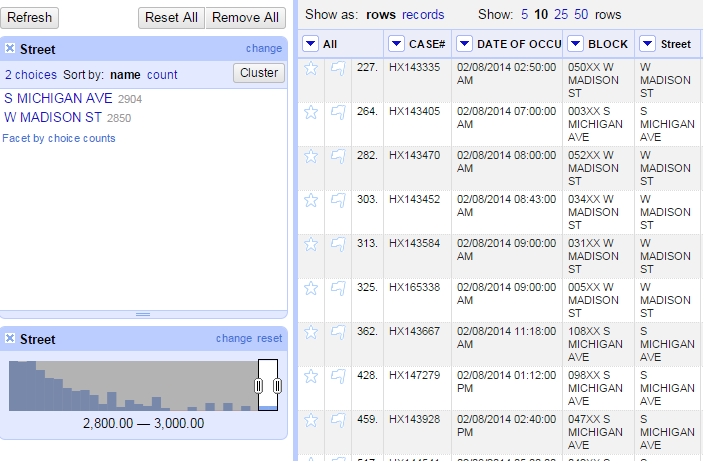 Refresh Reset All Remove All
Street change
2 choices Sort by: name count Cluster
S MICHIGAN AVE 2904
W MADISON ST 2850
Facet by choice counts
Street change reset
2,800.00 — 3,000.00
Show as: rows records Show: 5 10 25 50 rows
All CASE# DATE OF OCCU BLOCK Street
227. HX143335 02/08/2014 02:50:00 050XX W W
AM MADISON MADISON
ST ST
264. HX143405 02/08/2014 07:00:00 003XX S S
AM MICHIGAN MICHIGAN
AVE AVE
282. HX143470 02/08/2014 08:00:00 052XX W W
AM MADISON MADISON
ST ST
303. HX143452 02/08/2014 08:43:00 034XX W W
AM MADISON MADISON
ST ST
313. HX143584 02/08/2014 09:00:00 031XX W W
AM MADISON MADISON
ST ST
325. HX165338 02/08/2014 09:00:00 005XX W W
AM MADISON MADISON
ST ST
362. HX143667 02/08/2014 11:18:00 108XX S S
AM MICHIGAN MICHIGAN
AVE AVE
428. HX147279 02/08/2014 01:12:00 098XX S S
PM MICHIGAN MICHIGAN
AVE AVE
459. HX143928 02/08/2014 02:40:00 047XX S S
PM MICHIGAN MICHIGAN
AVE AVE